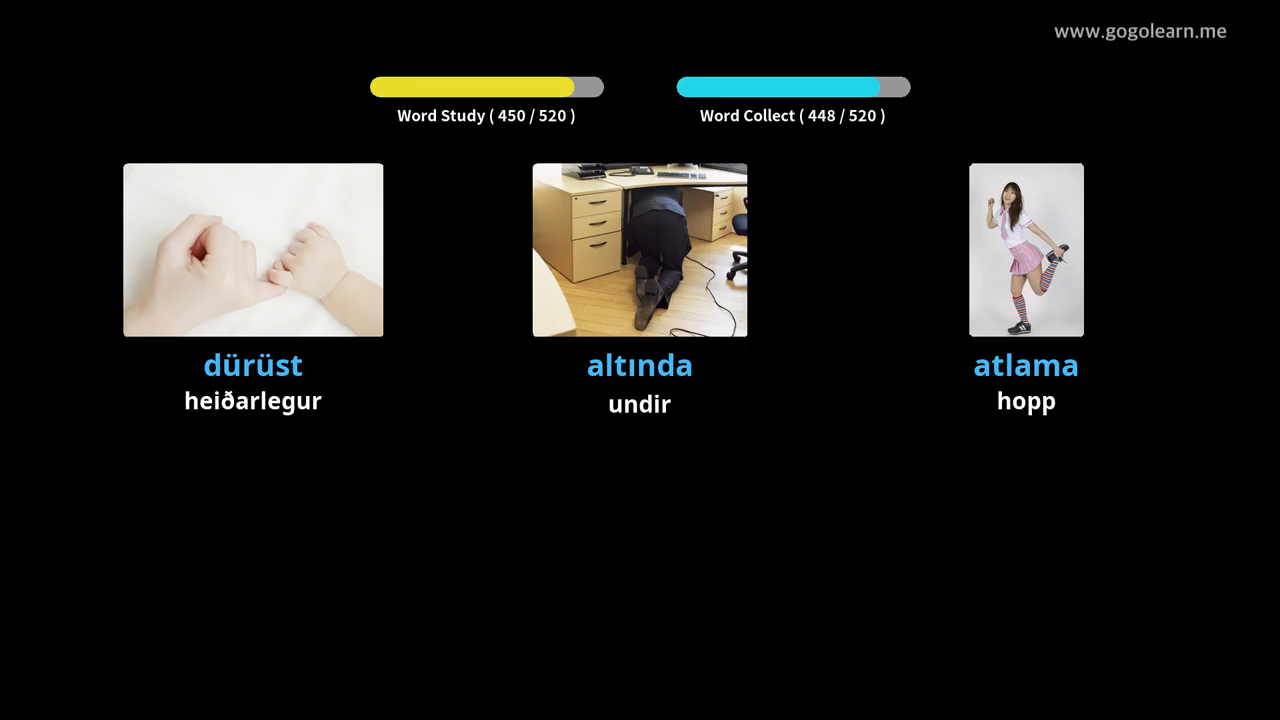 www.gogolearn.me
Word Study ( 450 / 520 )
Word Collect ( 448 / 520 )
dürüst
heiðarlegur
altında
undir
atlama
hopp